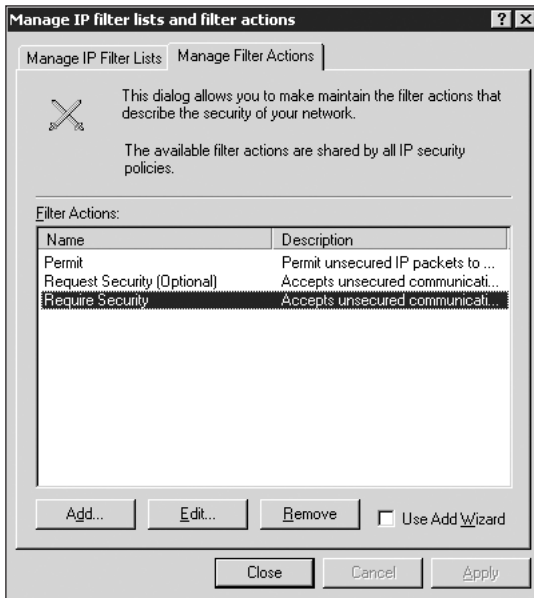 Manage IP filter lists and filter actions
Manage IP Filter Lists
Manage Filter Actions
This dialog allows you to make maintain the filter actions that
describe the security of your network.
The available filter actions are shared by all IP security
policies.
Filter Actions:
Name Description
Permit Permit unsecured IP packets to ...
Request Security (Optional) Accepts unsecured communicati...
Require Security Accepts unsecured communicati...
Add... Edit... Remove Use Add Wizard
Close Cancel Apply